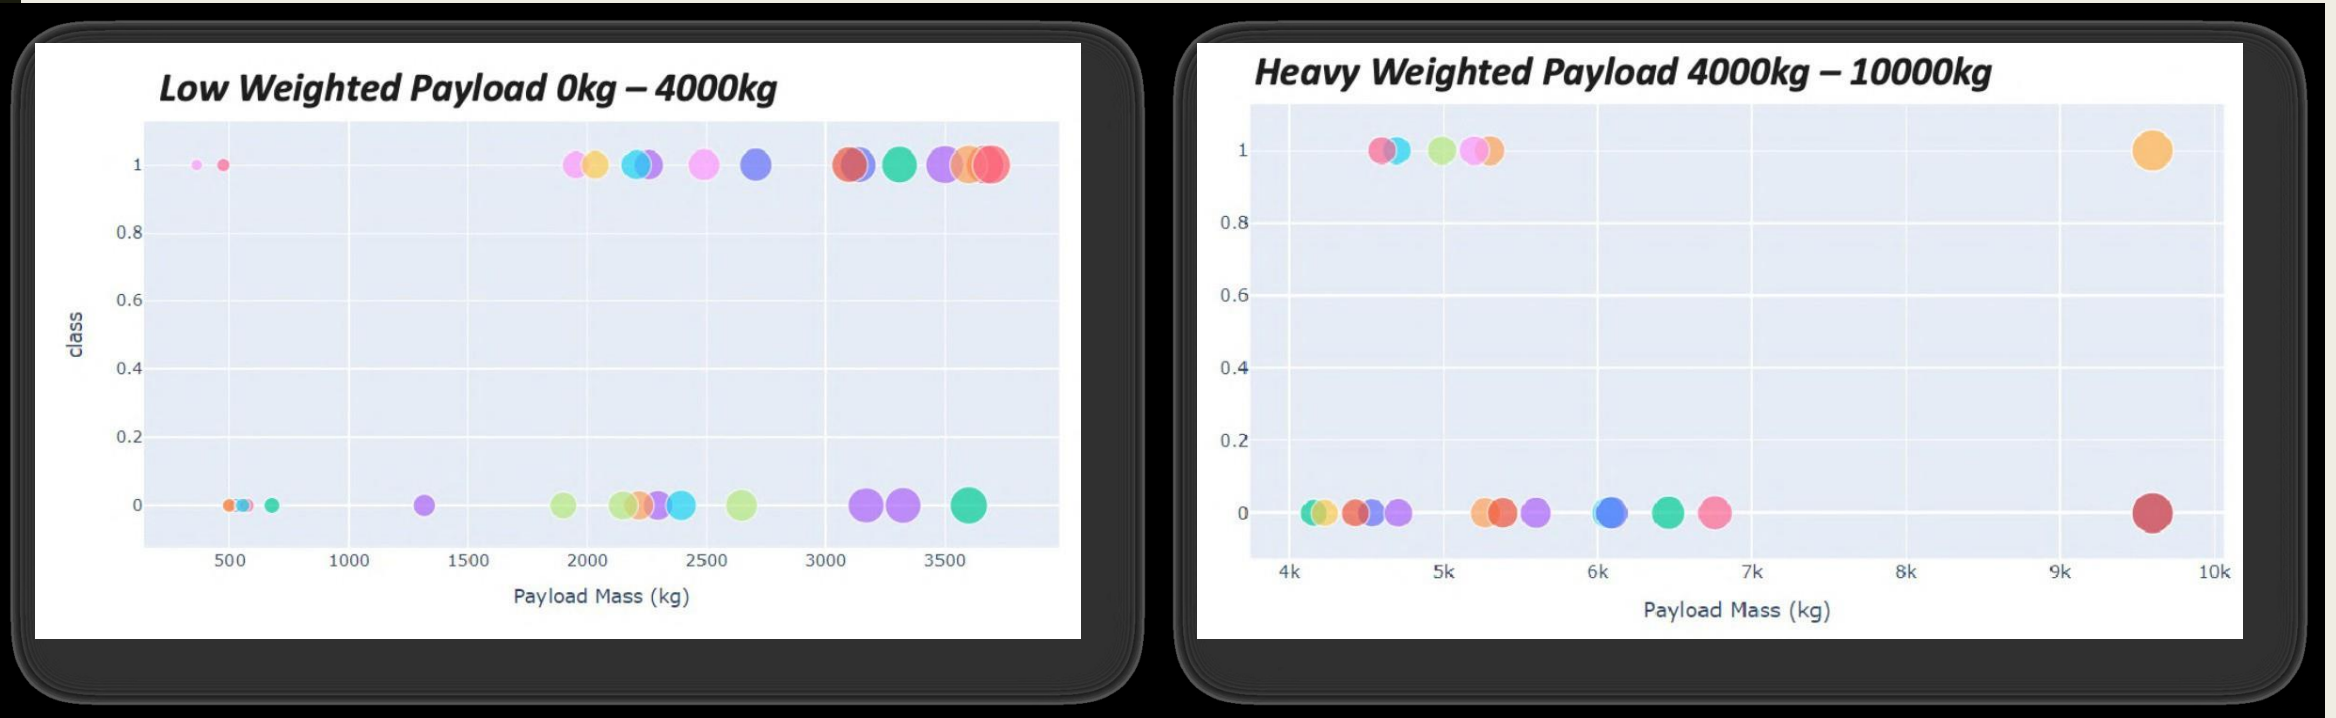 Low Weighted Payload 0kg – 4000kg
1
0.8
0.6
0.4
0.2
0
class
500 1000 1500 2000 2500 3000 3500
Payload Mass (kg)
Heavy Weighted Payload 4000kg – 10000kg
1
0.8
0.6
0.4
0.2
0
4k 5k 6k 7k 8k 9k 10k
Payload Mass (kg)